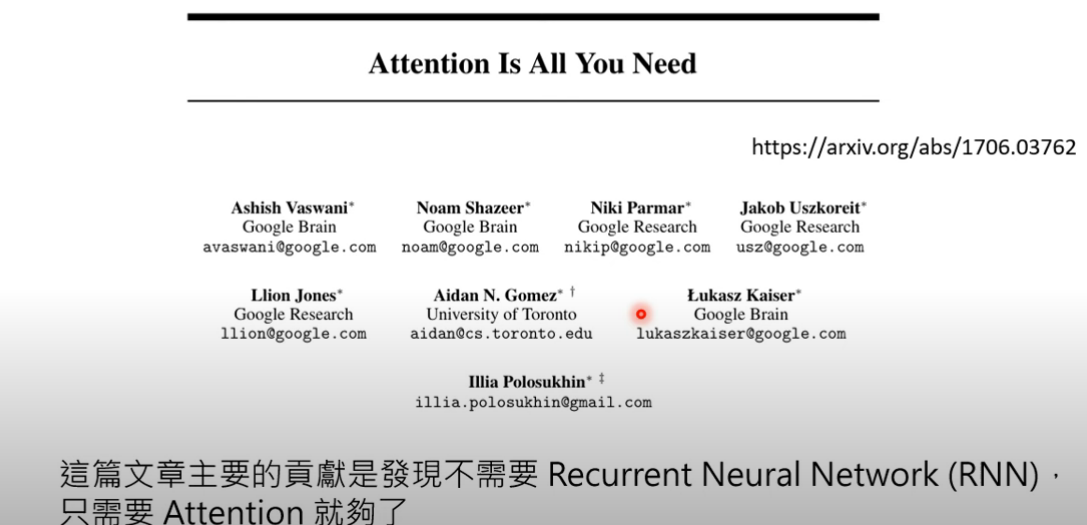 Attention Is All You Need
https://arxiv.org/abs/1706.03762
Ashish Vaswani* Noam Shazeer* Niki Parmar* Jakob Uszkoreit*
Google Brain Google Brain Google Research Google Research
avaswani@google.com noam@google.com nikip@google.com usz@google.com
Llion Jones* Aidan N. Gomez* † Łukasz Kaiser*
Google Research University of Toronto Google Brain
llion@google.com aidan@cs.toronto.edu lukaszkaiser@google.com
Illia Polosukhin* ‡
illia.polosukhin@gmail.com
這篇文章主要的貢獻是發現不需要 Recurrent Neural Network (RNN)，
只需要 Attention 就夠了